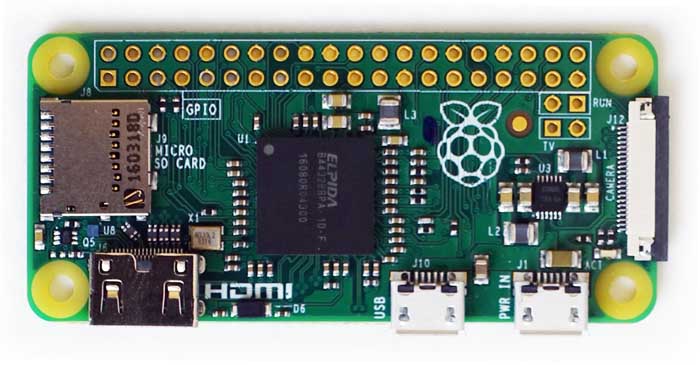 J8
GPIO
RUN
TV
J9
MICRO
SD CARD
160318D
U1
ELPIDA
L3
J12
CAMERA
L1
U3
L2
X1
U8
Q5
HDMI
D6
USB
J10
PWR IN
J1
ACT